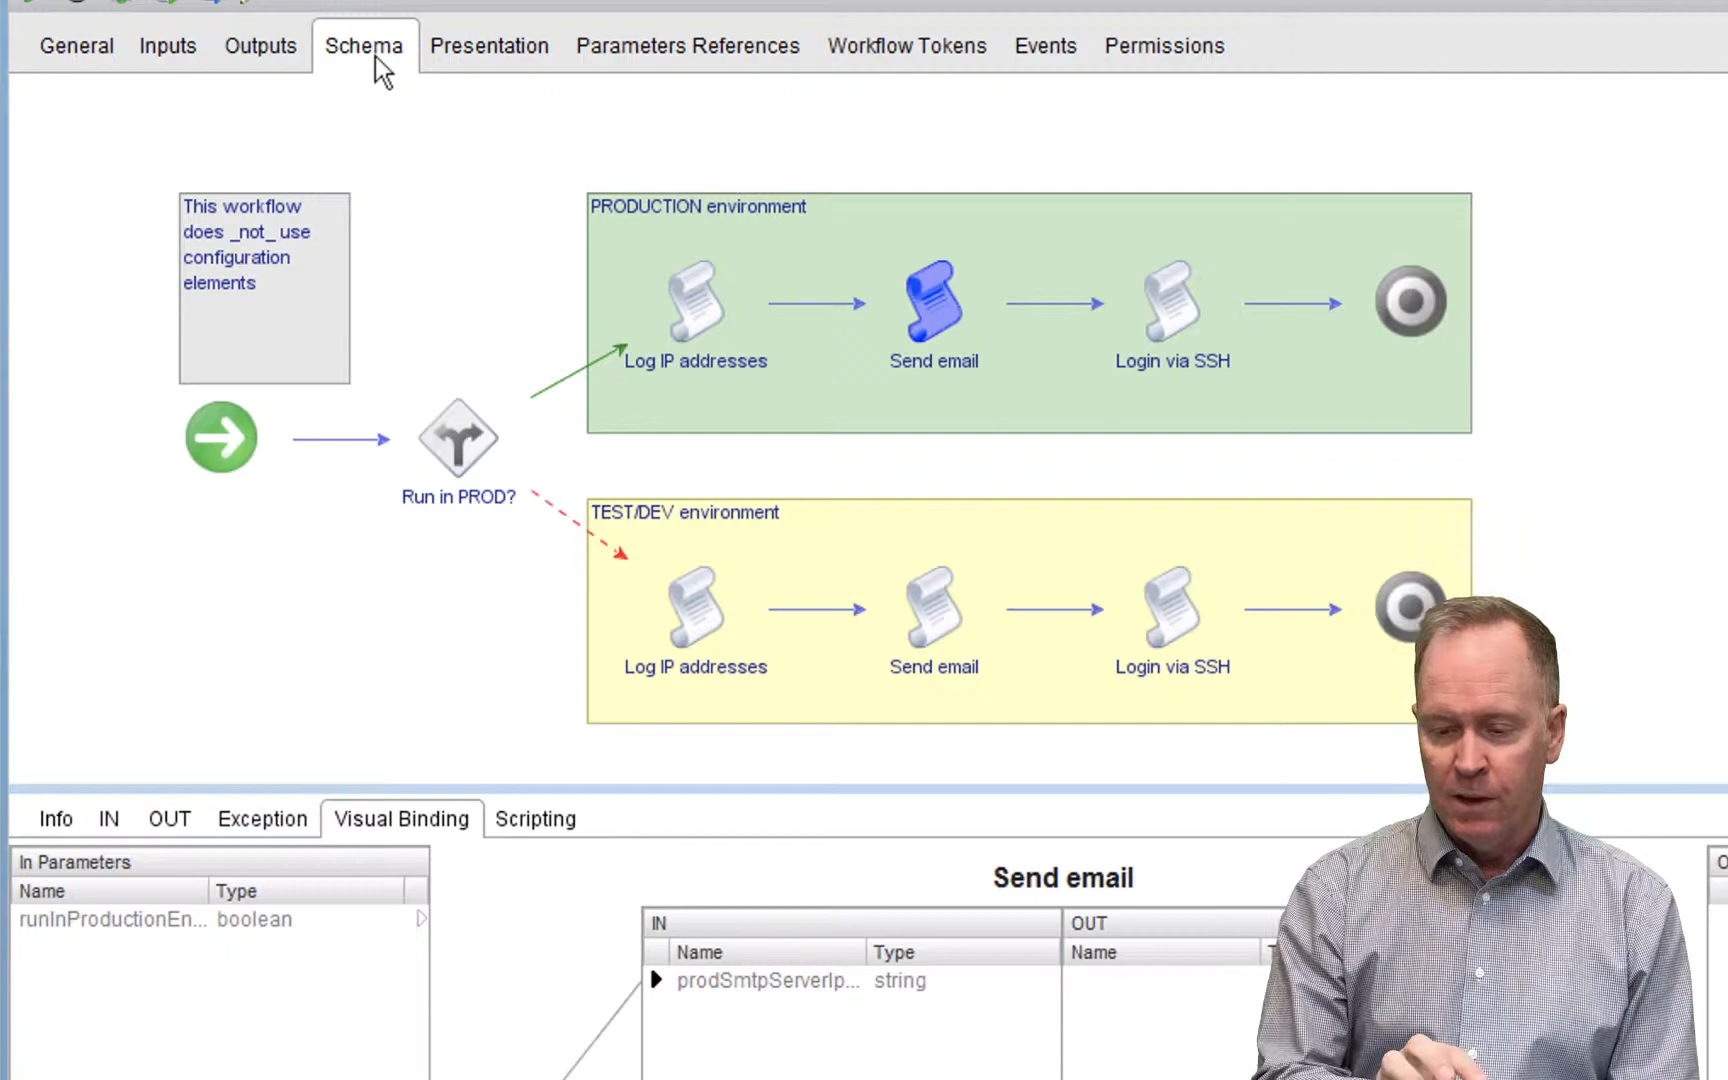 General Inputs Outputs Schema Presentation Parameters References Workflow Tokens Events Permissions
This workflow
does _not_ use
configuration
elements
PRODUCTION environment
Log IP addresses Send email Login via SSH
Run in PROD?
TEST/DEV environment
Log IP addresses Send email Login via SSH
Info IN OUT Exception Visual Binding Scripting
In Parameters
Name Type
runInProductionEn... boolean
Send email
IN OUT
Name Type Name
prodSmtpServerIp... string